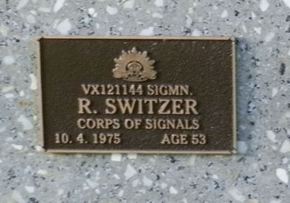 VX121144 SIGMN.
R. SWITZER
CORPS OF SIGNALS
10. 4. 1975 AGE 53